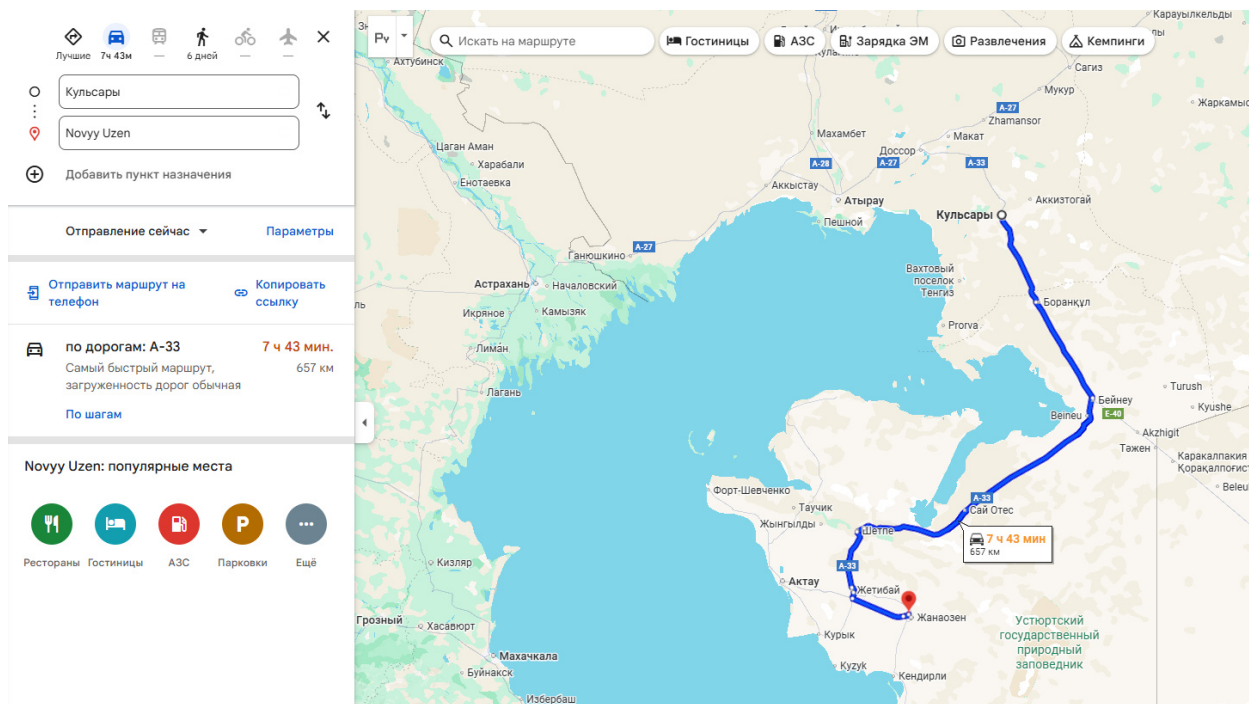 Лучшие
7ч 43м
—
6 дней
—
—
Кульсары
Novyy Uzen
Добавить пункт назначения
Отправление сейчас
Параметры
Отправить маршрут на
телефон
Копировать
ссылку
по дорогам: A-33
7 ч 43 мин.
Самый быстрый маршрут,
657 км
загруженность дорог обычная
По шагам
Novyy Uzen: популярные места
Рестораны
Гостиницы
АЗС
P
Парковки
Ещё
Искать на маршруте
Гостиницы
АЗС
Зарядка ЭМ
Развлечения
Кемпинги
Карауылкельды
Ахтубинск
Сагиз
Мукур
A-27
Zhamansor
Жаркамыс
Махамбет
Макат
Доссор
Цаган Аман
Харабали
A-28
A-27
A-33
Енотаевка
Аккыстау
Атырау
Аккизтогай
Пешной
Кульсары
A-27
Ганюшкино
Вахтовый
поселок
Тенгиз
Астрахань
Началовский
Боранкұл
Икряное
Камызяк
Prorva
Лиман
Лагань
Turush
Бейнеу
Kyushe
Beineu
E-40
Akzhigit
Тәжен
Каракалпакия
Қорақалпоғист
Beleu
Форт-Шевченко
A-33
Таучик
Сай Отес
Жынгылды
Шетпе
7 ч 43 мин
657 км
Кизляр
A-33
Актау
Жетибай
Жанаозен
Грозный
Хасавюрт
Курык
Устюртский
государственный
природный
заповедник
Махачкала
Буйнакск
Kyzyk
Кендирли
Избербаш